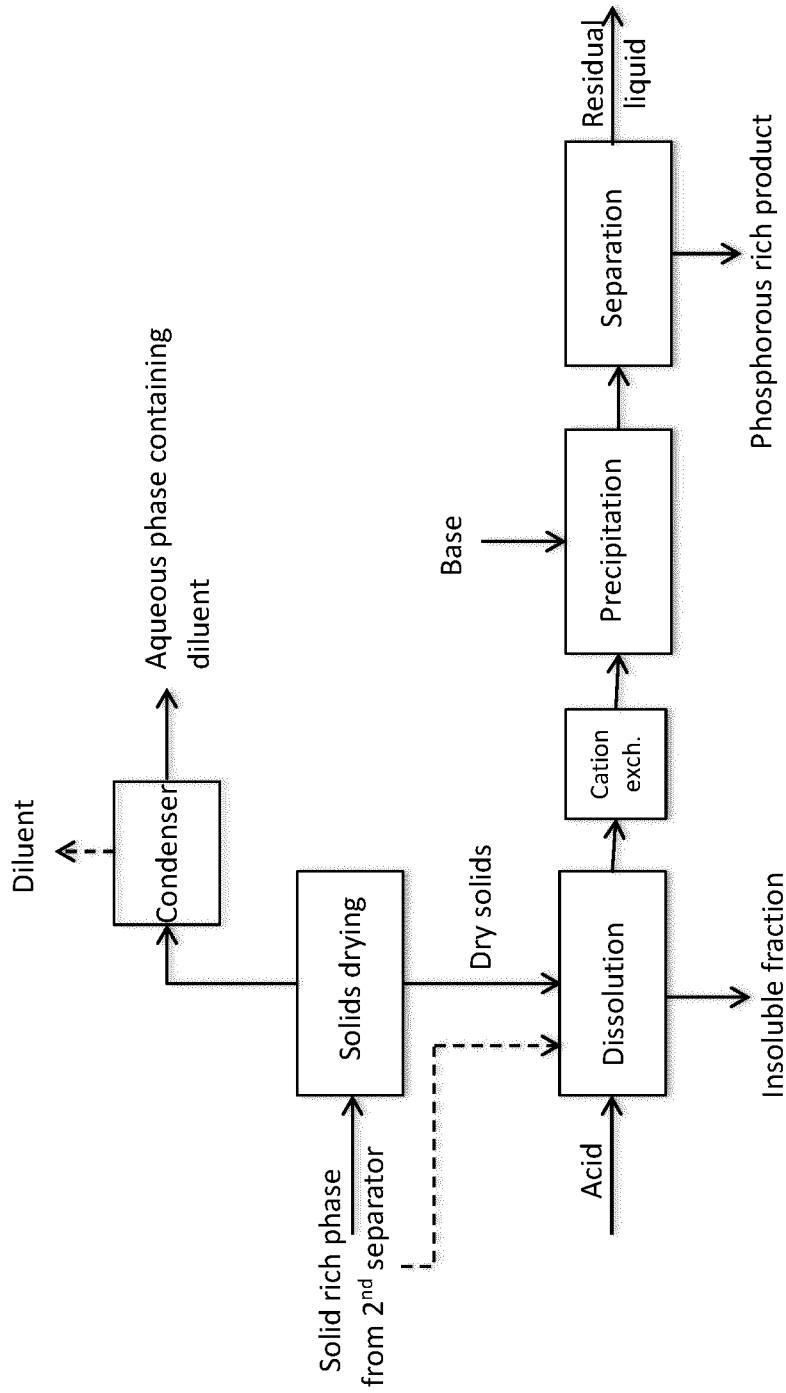 Diluent
Condenser
Aqueous phase containing
diluent
Solid rich phase
from 2nd separator
Solids drying
Dry solids
Base
Acid
Dissolution
Cation
exch.
Precipitation
Separation
Residual
liquid
Insoluble fraction
Phosphorous rich product